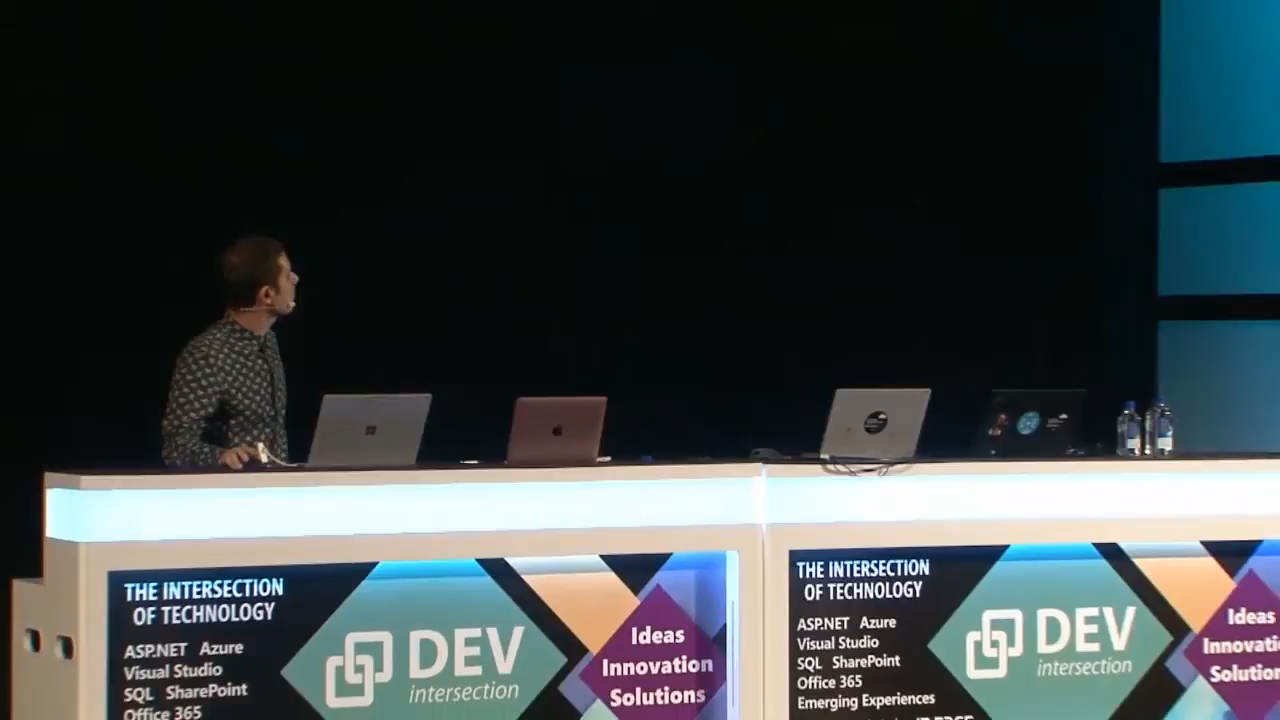 THE INTERSECTION
OF TECHNOLOGY
ASP.NET Azure
Visual Studio
SQL SharePoint
Office 365
DEV
intersection
Ideas
Innovation
Solutions
THE INTERSECTION
OF TECHNOLOGY
ASP.NET Azure
Visual Studio
SQL SharePoint
Office 365
Emerging Experiences
DEV
intersection
Ideas
Innovati
Solution